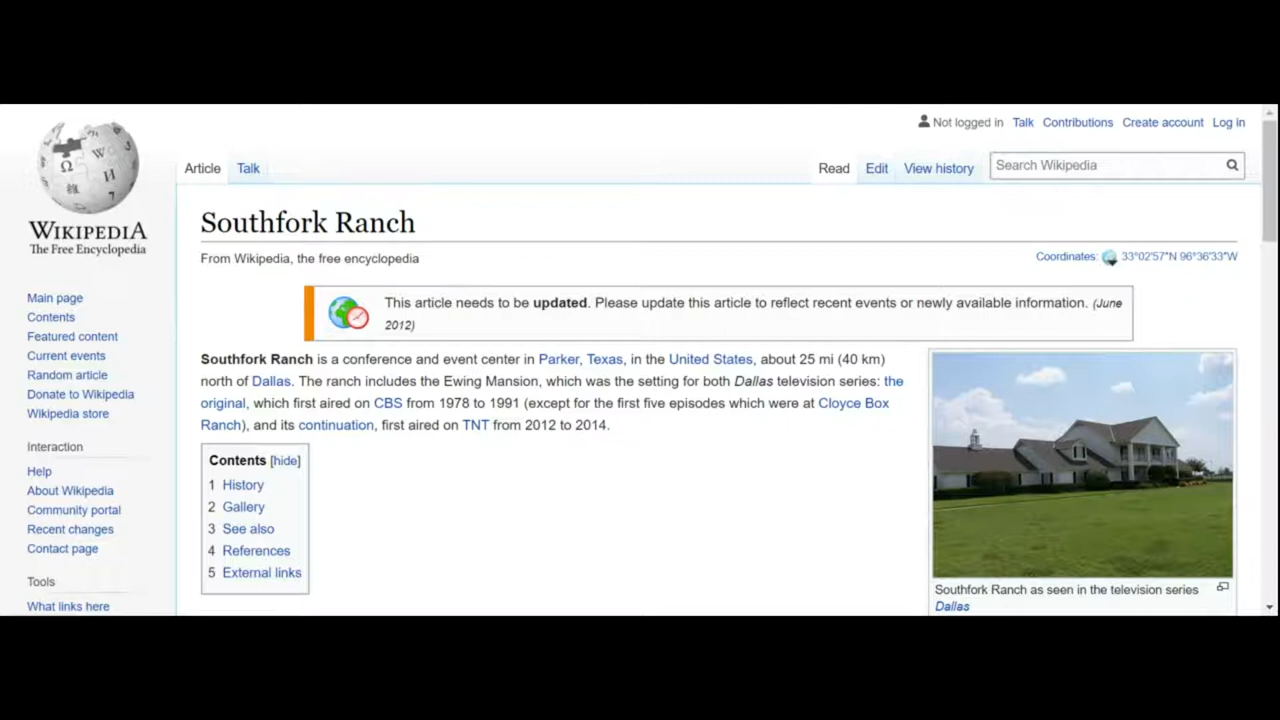 Not logged in Talk Contributions Create account Log in
Article Talk Read Edit View history Search Wikipedia
WIKIPEDIA
The Free Encyclopedia
Main page
Contents
Featured content
Current events
Random article
Donate to Wikipedia
Wikipedia store
Interaction
Help
About Wikipedia
Community portal
Recent changes
Contact page
Tools
What links here
Southfork Ranch
From Wikipedia, the free encyclopedia
Coordinates: 33°02′57″N 96°36′33″W
This article needs to be updated. Please update this article to reflect recent events or newly available information. (June
2012)
Southfork Ranch is a conference and event center in Parker, Texas, in the United States, about 25 mi (40 km)
north of Dallas. The ranch includes the Ewing Mansion, which was the setting for both Dallas television series: the
original, which first aired on CBS from 1978 to 1991 (except for the first five episodes which were at Cloyce Box
Ranch), and its continuation, first aired on TNT from 2012 to 2014.
Contents [hide]
1 History
2 Gallery
3 See also
4 References
5 External links
Southfork Ranch as seen in the television series
Dallas